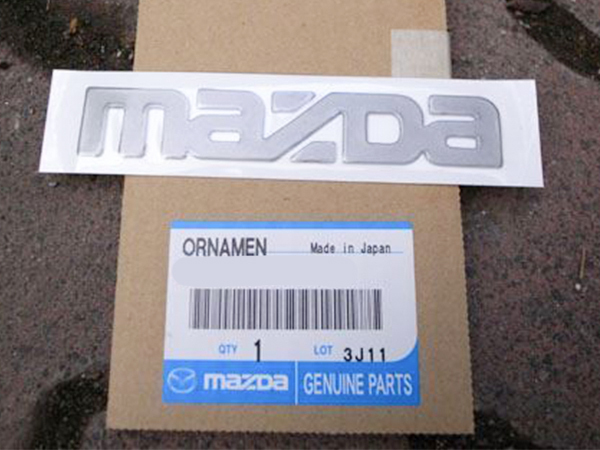 mazda
ORNAMEN Made in Japan
QTY 1 LOT 3J11
mazda GENUINE PARTS